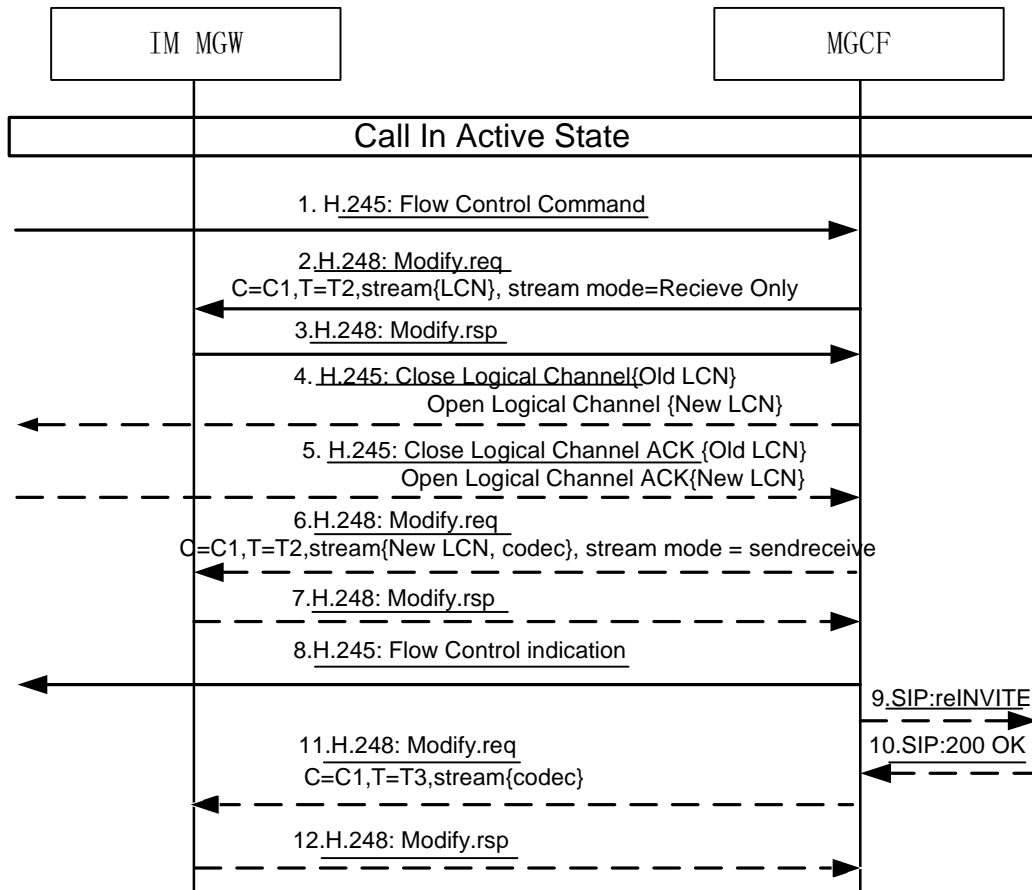 IM MGW
MGCF
Call In Active State
1. H.245: Flow Control Command
2.H.248: Modify.req
C=C1,T=T2,stream{LCN}, stream mode=Recieve Only
3.H.248: Modify.rsp
4. H.245: Close Logical Channel{Old LCN}
Open Logical Channel {New LCN}
5. H.245: Close Logical Channel ACK {Old LCN}
Open Logical Channel ACK{New LCN}
6.H.248: Modify.req
C=C1,T=T2,stream{New LCN, codec}, stream mode = sendreceive
7.H.248: Modify.rsp
8.H.245: Flow Control indication
9.SIP:reINVITE
10.SIP:200 OK
11.H.248: Modify.req
C=C1,T=T3,stream{codec}
12.H.248: Modify.rsp